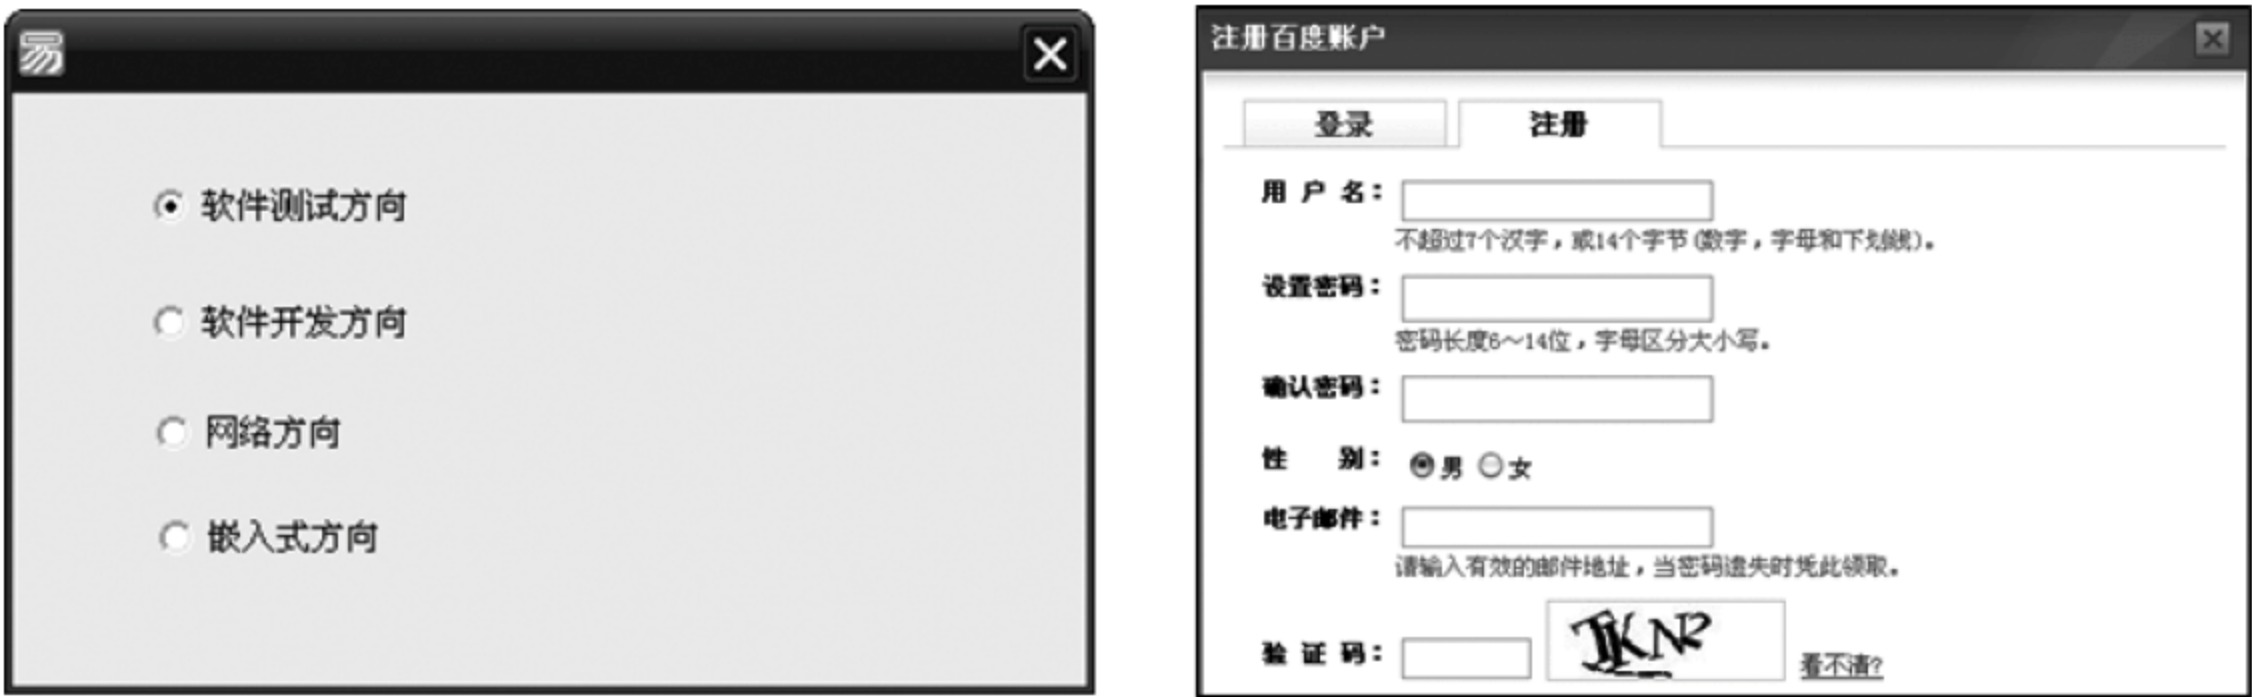 易
软件测试方向
软件开发方向
网络方向
嵌入式方向
注册百度账户
登录 注册
用 户 名：
不超过7个汉字，或14个字节(数字，字母和下划线)。
设置密码：
密码长度6～14位，字母区分大小写。
确认密码：
性 别： 男 女
电子邮件：
请输入有效的邮件地址，当密码遗失时凭此领取。
验 证 码： 看不清?